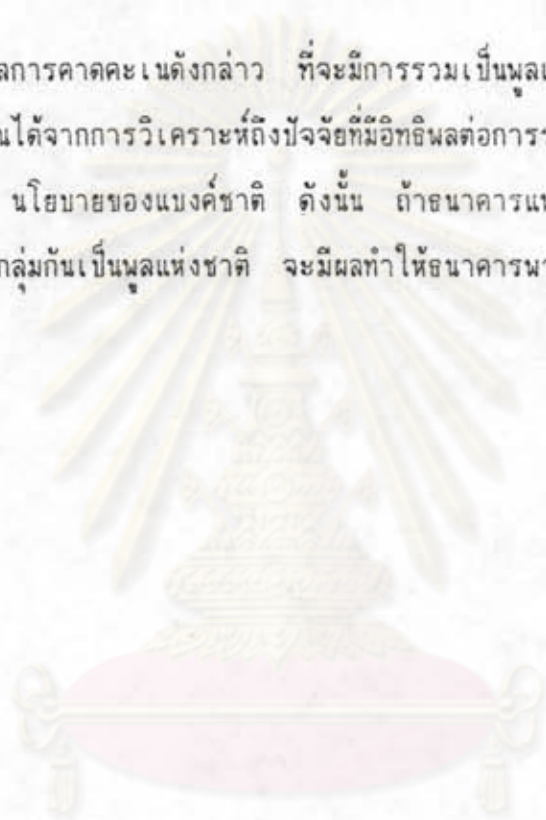 ลการคาดคะเนดังกล่าว ที่จะมีการรวมเป็นพูลแ
นได้จากการวิเคราะห์ถึงปัจจัยที่มีอิทธิพลต่อการร
นโยบายของแบงค์ชาติ ดังนั้น ถ้าธนาคารแห
กลุ่มกันเป็นพูลแห่งชาติ จะมีผลทำให้ธนาคารพา